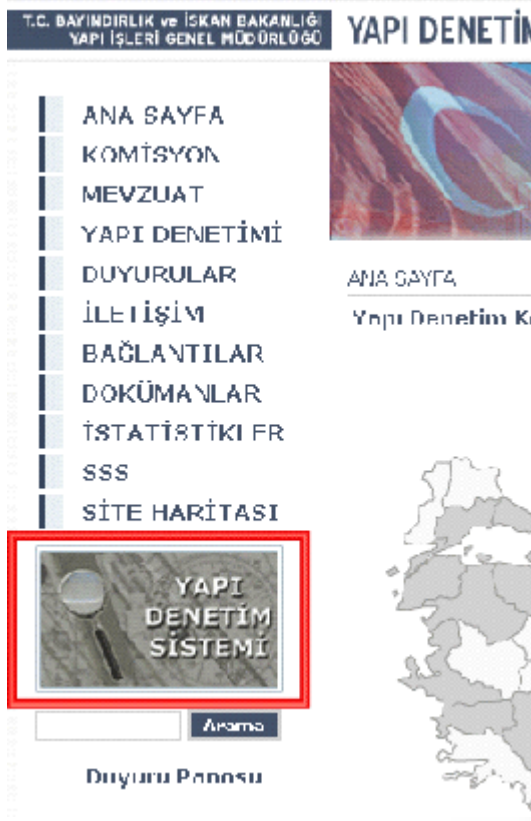 T.C. BAYINDIRLIK ve İSKAN BAKANLIĞI
YAPI İŞLERİ GENEL MÜDÜRLÜĞÜ
YAPI DENETİM
ANA SAYFA
KOMİSYON
MEVZUAT
YAPI DENETİMİ
DUYURULAR
İLETİŞİM
BAĞLANTILAR
DOKÜMANLAR
İSTATİSTİKLER
SSS
SİTE HARİTASI
YAPI
DENETİM
SİSTEMİ
Arama
Duyuru Panosu
ANA SAYFA
Yapı Denetim